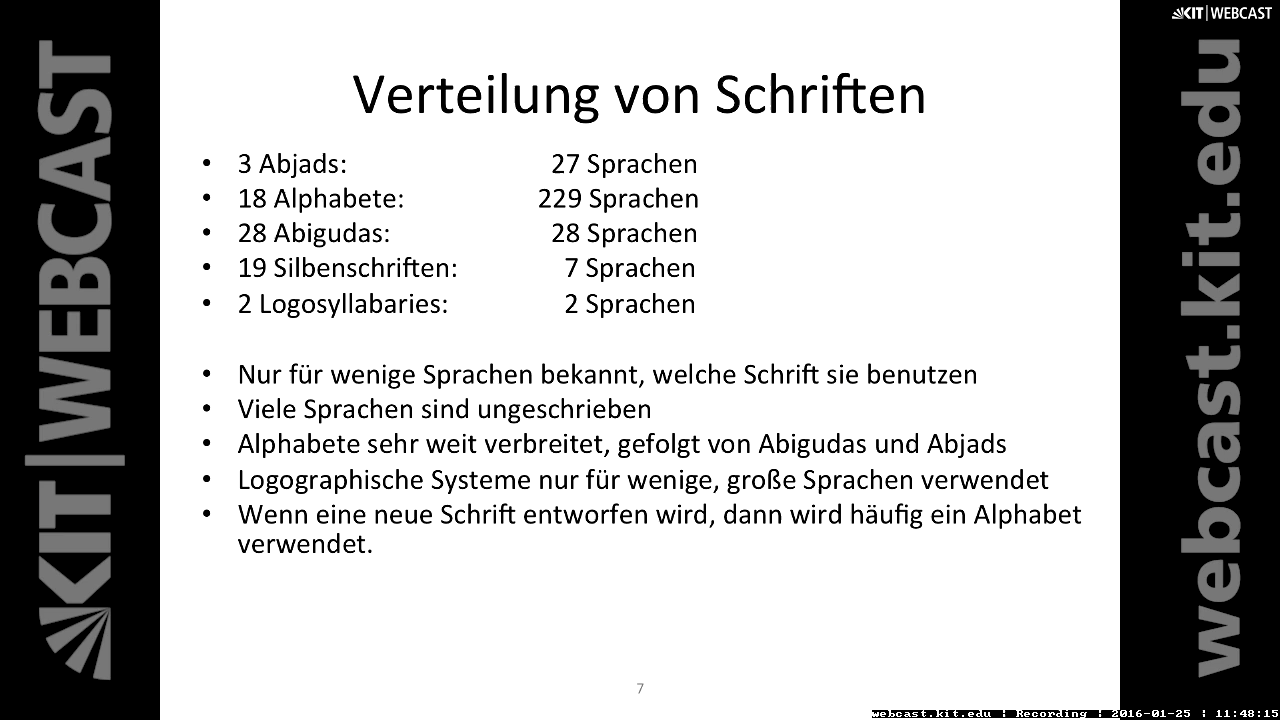 KIT|WEBCAST
KIT|WEBCAST
Verteilung von Schriften
• 3 Abjads: 27 Sprachen
• 18 Alphabete: 229 Sprachen
• 28 Abigudas: 28 Sprachen
• 19 Silbenschriften: 7 Sprachen
• 2 Logosyllabaries: 2 Sprachen
• Nur für wenige Sprachen bekannt, welche Schrift sie benutzen
• Viele Sprachen sind ungeschrieben
• Alphabete sehr weit verbreitet, gefolgt von Abigudas und Abjads
• Logographische Systeme nur für wenige, große Sprachen verwendet
• Wenn eine neue Schrift entworfen wird, dann wird häufig ein Alphabet
verwendet.
7
webcast.kit.edu
webcast.kit.edu | Recording | 2016-01-25 | 11:48:15